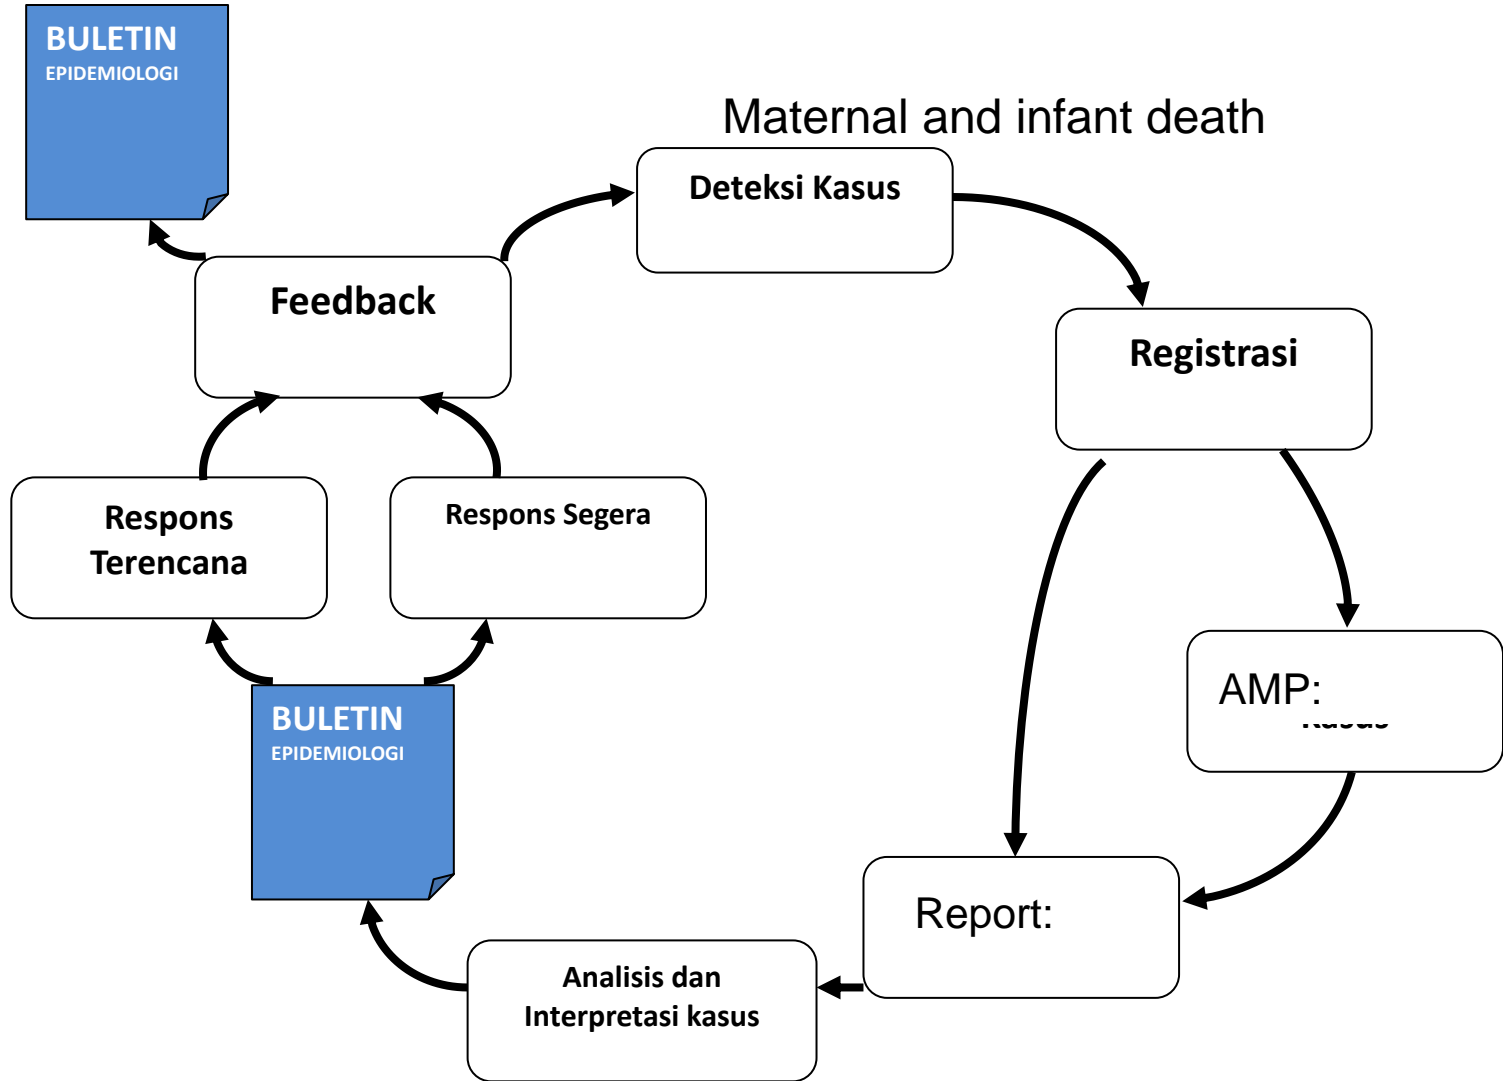 BULETIN
EPIDEMIOLOGI
Maternal and infant death
Deteksi Kasus
Feedback
Registrasi
Respons
Terencana
Respons Segera
AMP:
BULETIN
EPIDEMIOLOGI
Report:
Analisis dan
Interpretasi kasus